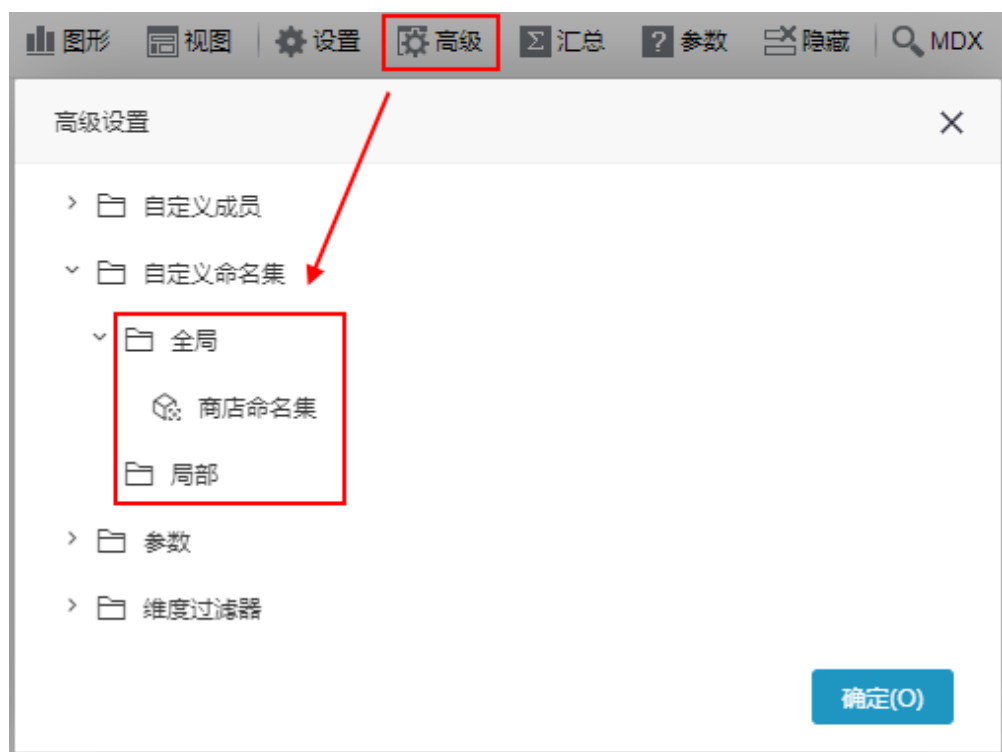 图形 视图 设置 高级 汇总 参数 隐藏 MDX
高级设置
自定义成员
自定义命名集
全局
商店命名集
局部
参数
维度过滤器
确定(O)